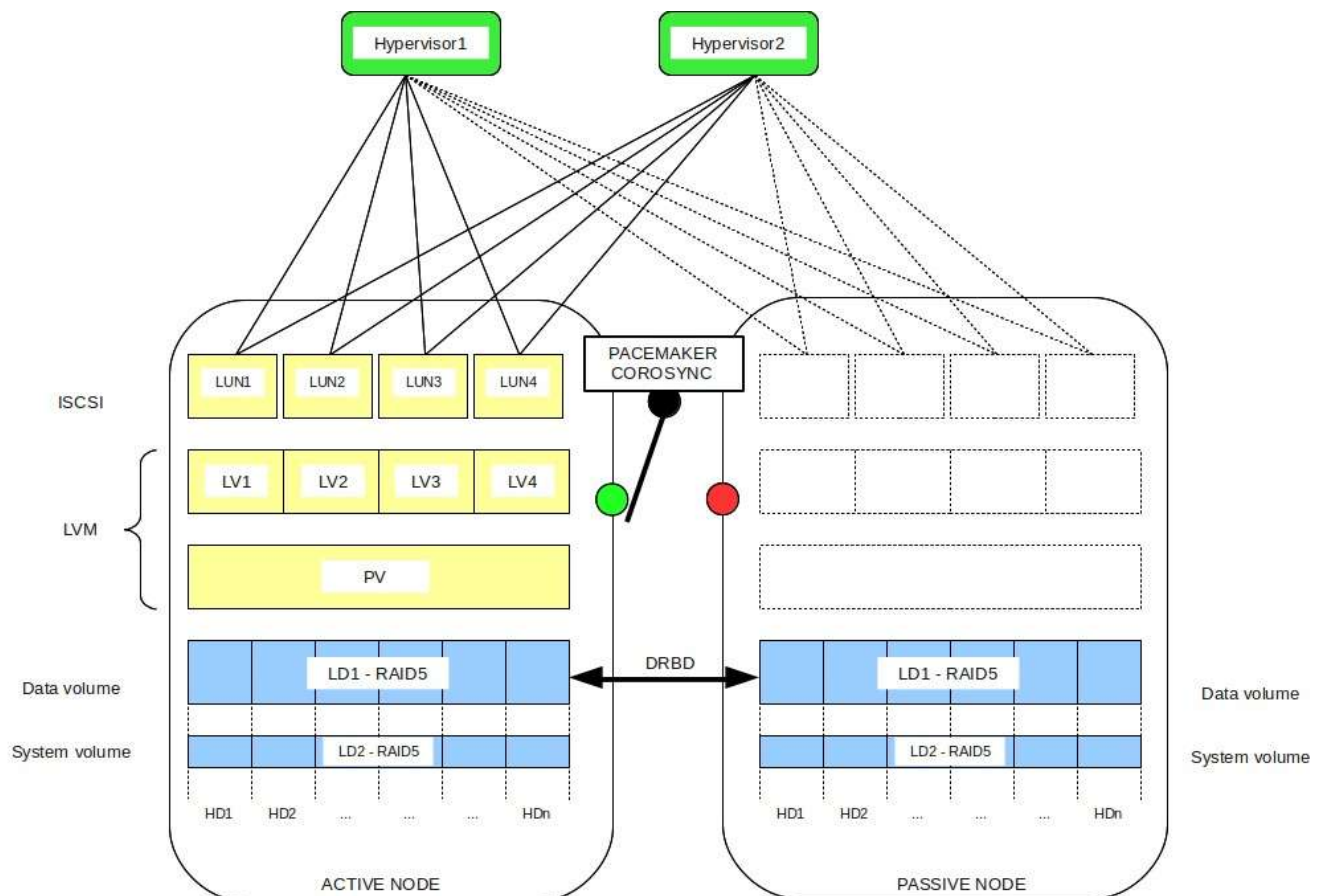 Hypervisor1
Hypervisor2
PACEMAKER
COROSYNC
ISCSI
LUN1
LUN2
LUN3
LUN4
LVM
LV1
LV2
LV3
LV4
PV
DRBD
Data volume
LD1 - RAID5
LD1 - RAID5
Data volume
System volume
LD2 - RAID5
LD2 - RAID5
System volume
HD1
HD2
...
...
...
HDn
HD1
HD2
...
...
...
HDn
ACTIVE NODE
PASSIVE NODE